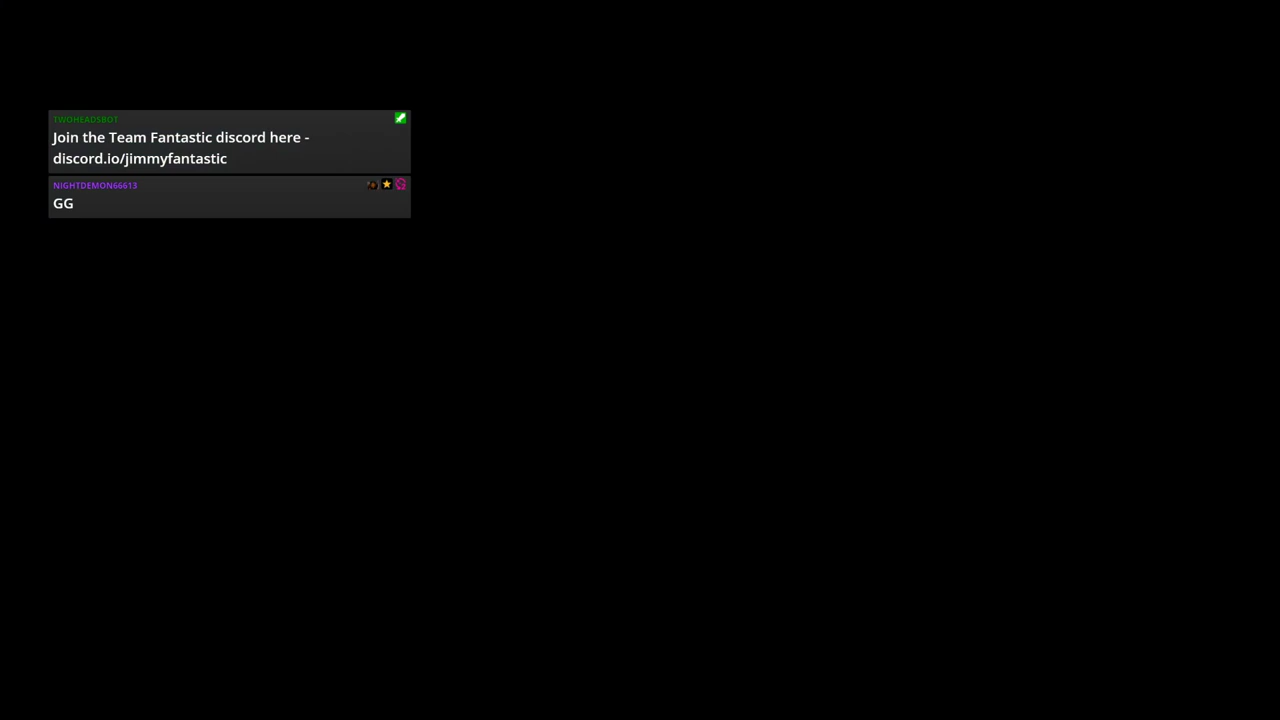 TWOHEADSBOT
Join the Team Fantastic discord here -
discord.io/jimmyfantastic
NIGHTDEMON66613
GG